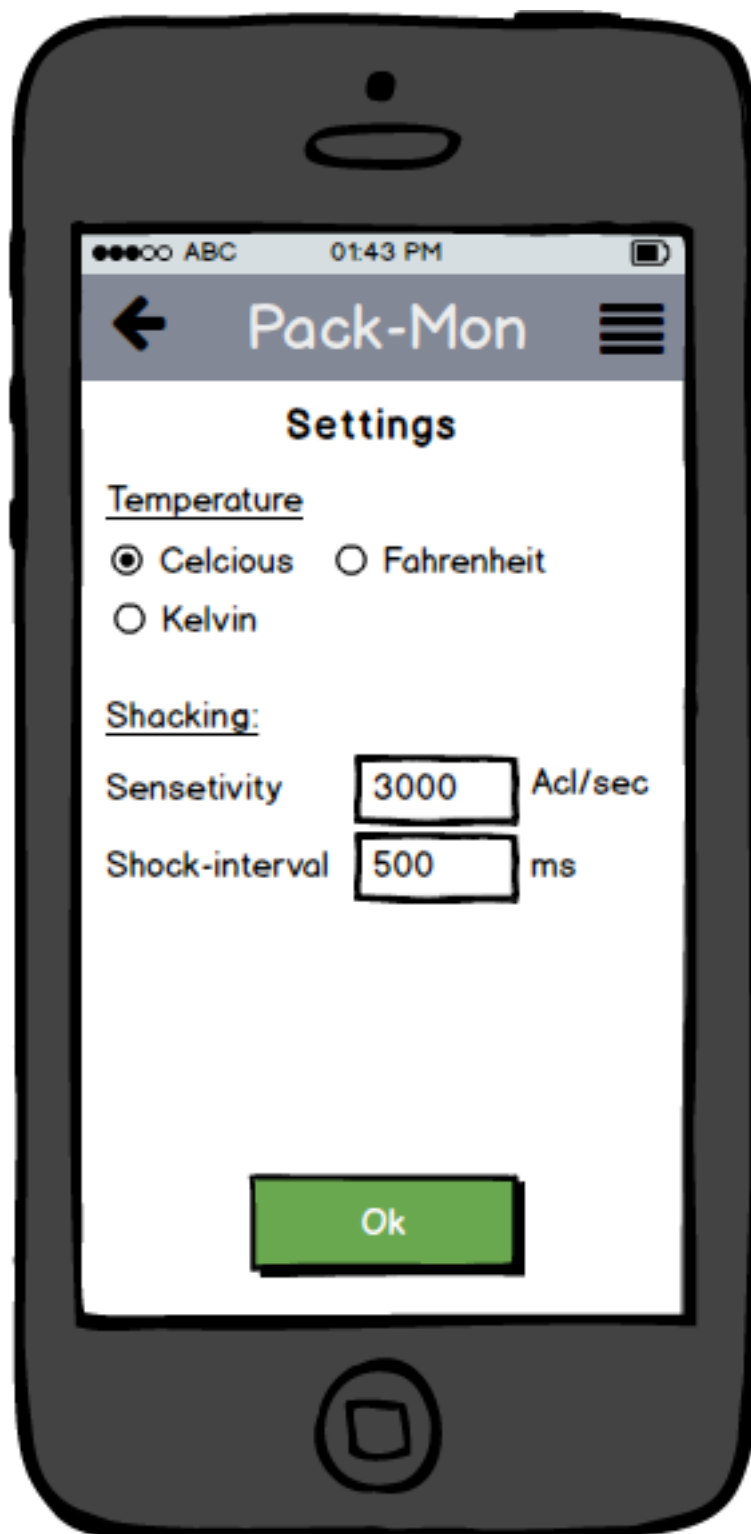 ABC 01:43 PM
Pack-Mon
Settings
Temperature
Celcious Fahrenheit
Kelvin
Shacking:
Sensetivity 3000 Acl/sec
Shock-interval 500 ms
Ok